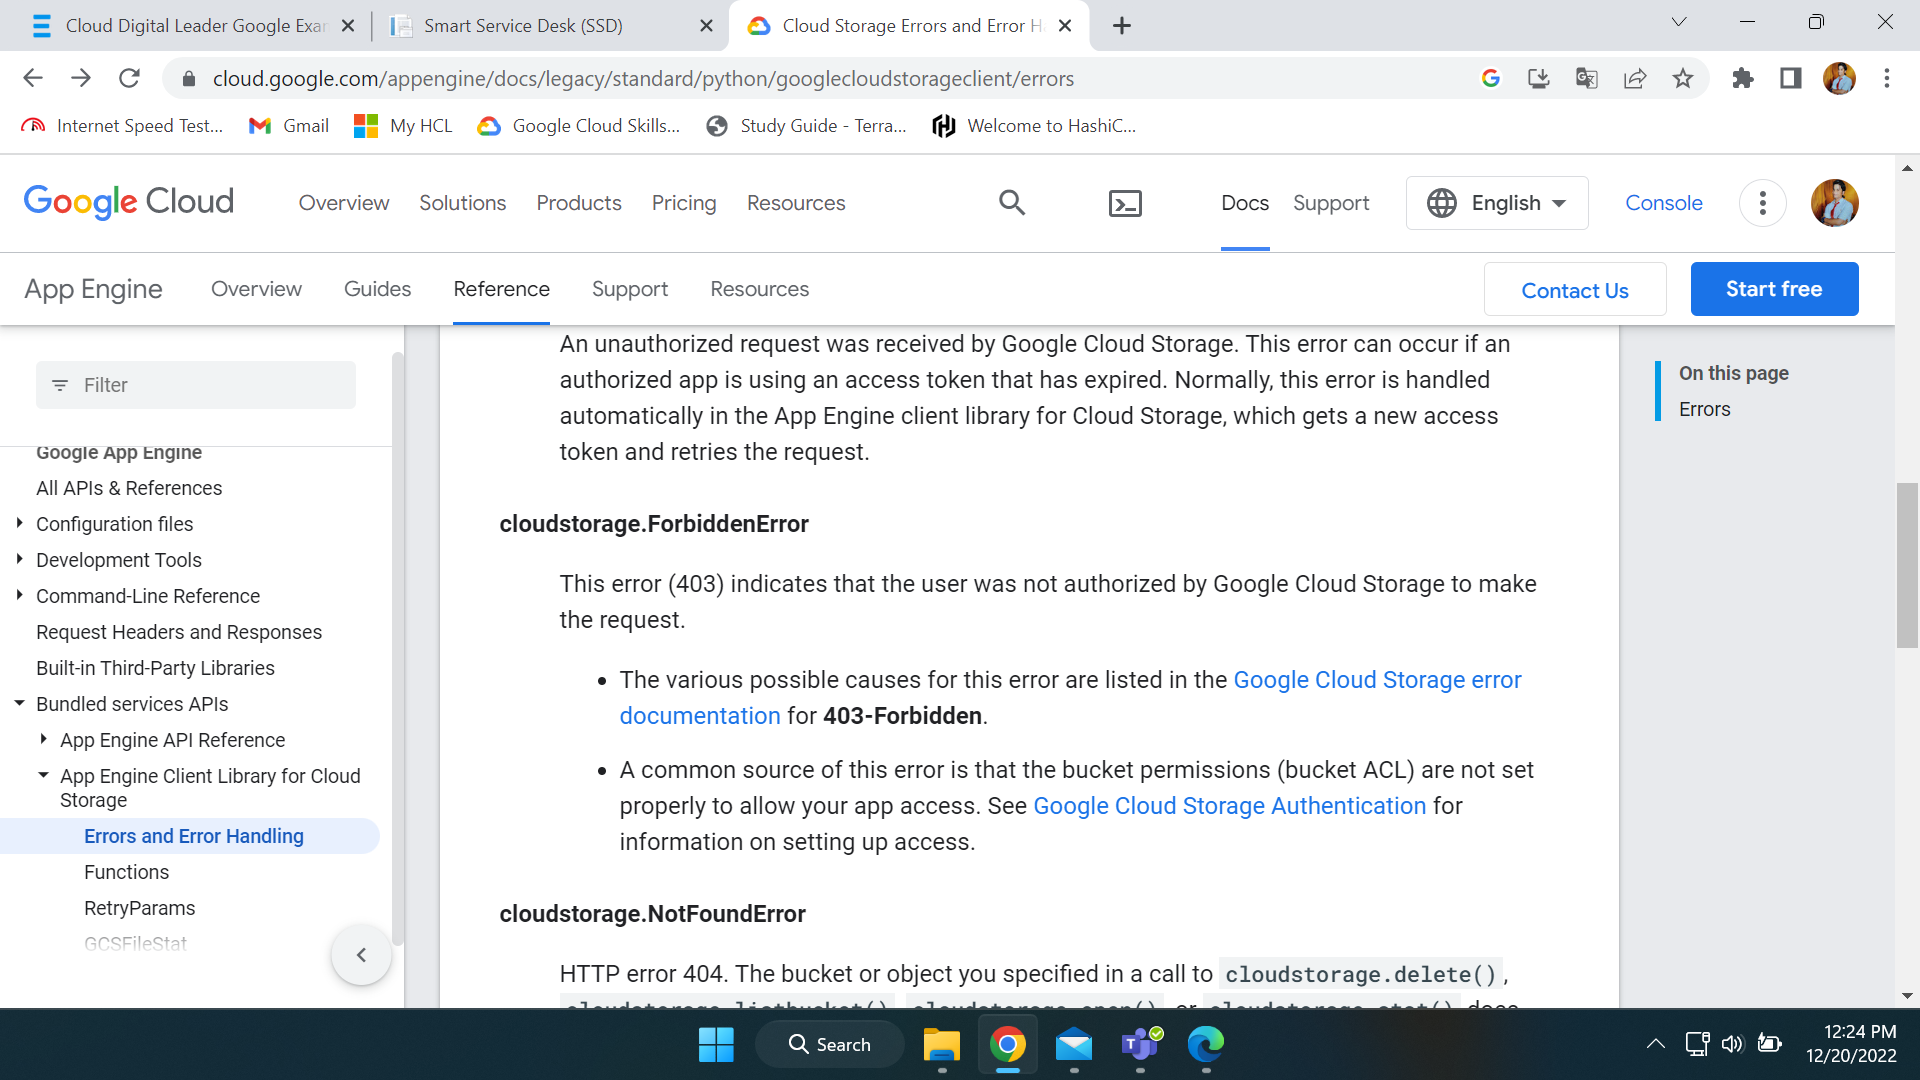 Cloud Digital Leader Google Exar
Smart Service Desk (SSD)
Cloud Storage Errors and Error H
cloud.google.com/appengine/docs/legacy/standard/python/googlecloudstorageclient/errors
Internet Speed Test...
Gmail
My HCL
Google Cloud Skills...
Study Guide - Terra...
Welcome to HashiC...
Google Cloud
Overview
Solutions
Products
Pricing
Resources
Docs
Support
English
Console
App Engine
Overview
Guides
Reference
Support
Resources
Contact Us
Start free
Filter
Google App Engine
All APIs & References
Configuration files
Development Tools
Command-Line Reference
Request Headers and Responses
Built-in Third-Party Libraries
Bundled services APIs
App Engine API Reference
App Engine Client Library for Cloud
Storage
Errors and Error Handling
Functions
RetryParams
GCSFileStat
An unauthorized request was received by Google Cloud Storage. This error can occur if an
authorized app is using an access token that has expired. Normally, this error is handled
automatically in the App Engine client library for Cloud Storage, which gets a new access
token and retries the request.
cloudstorage.ForbiddenError
This error (403) indicates that the user was not authorized by Google Cloud Storage to make
the request.
• The various possible causes for this error are listed in the Google Cloud Storage error
documentation for 403-Forbidden.
• A common source of this error is that the bucket permissions (bucket ACL) are not set
properly to allow your app access. See Google Cloud Storage Authentication for
information on setting up access.
cloudstorage.NotFoundError
HTTP error 404. The bucket or object you specified in a call to cloudstorage.delete(),
cloudstorage.listbucket() cloudstorage.open() or cloudstorage.stat() does
On this page
Errors
Search
12:24 PM
12/20/2022